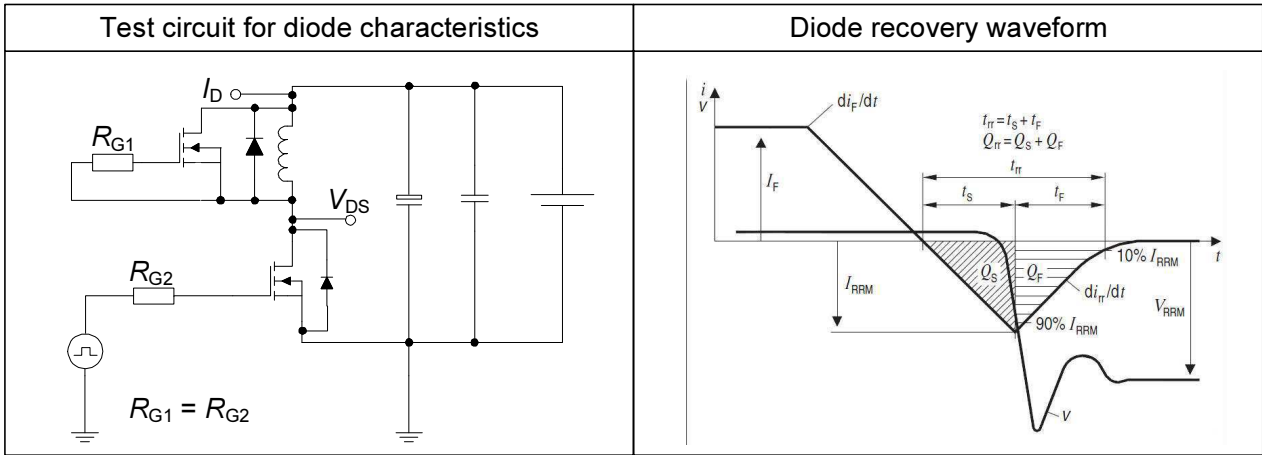 Test circuit for diode characteristics
Diode recovery waveform
I_D
R_G1
V_DS
R_G2
R_G1 = R_G2
i
v
di_F/dt
t_rr = t_S + t_F
Q_rr = Q_S + Q_F
t_rr
t_S
t_F
I_F
10% I_RRM
t
Q_S
Q_F
I_RRM
di_rr/dt
V_RRM
90% I_RRM
v